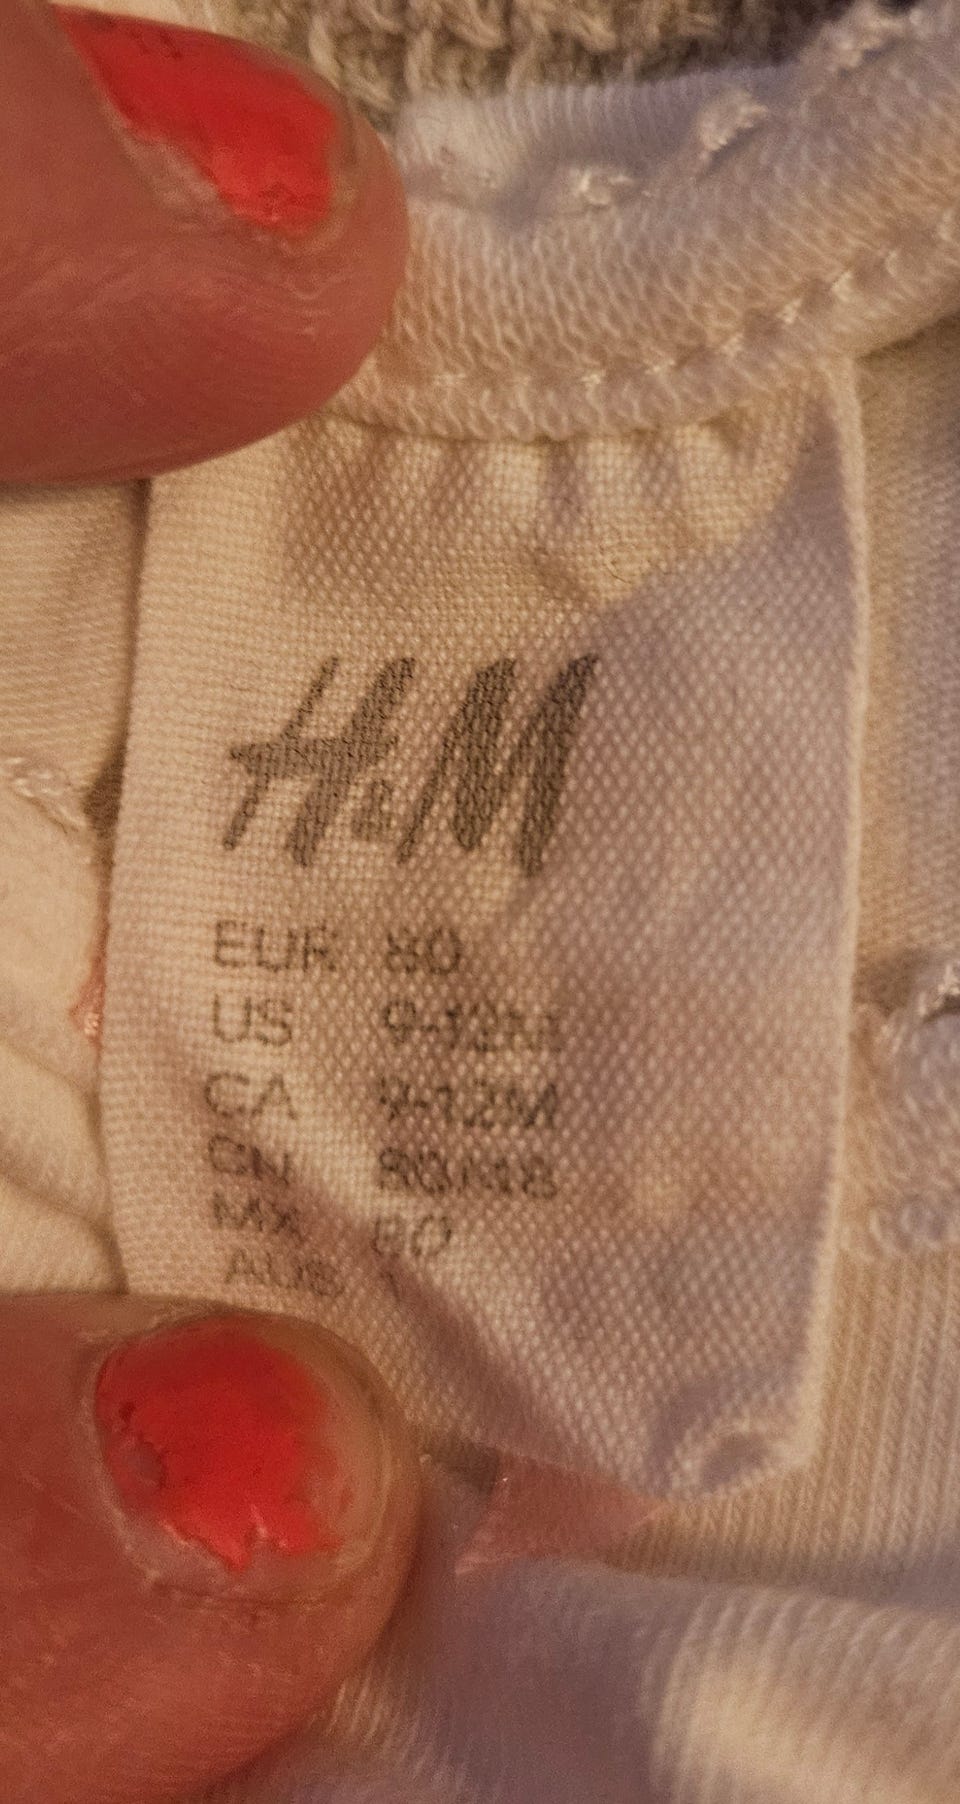 H&M
EUR 80
US 9-12M
CA 9-12M
CN 80/48
MX 80
AUS 1